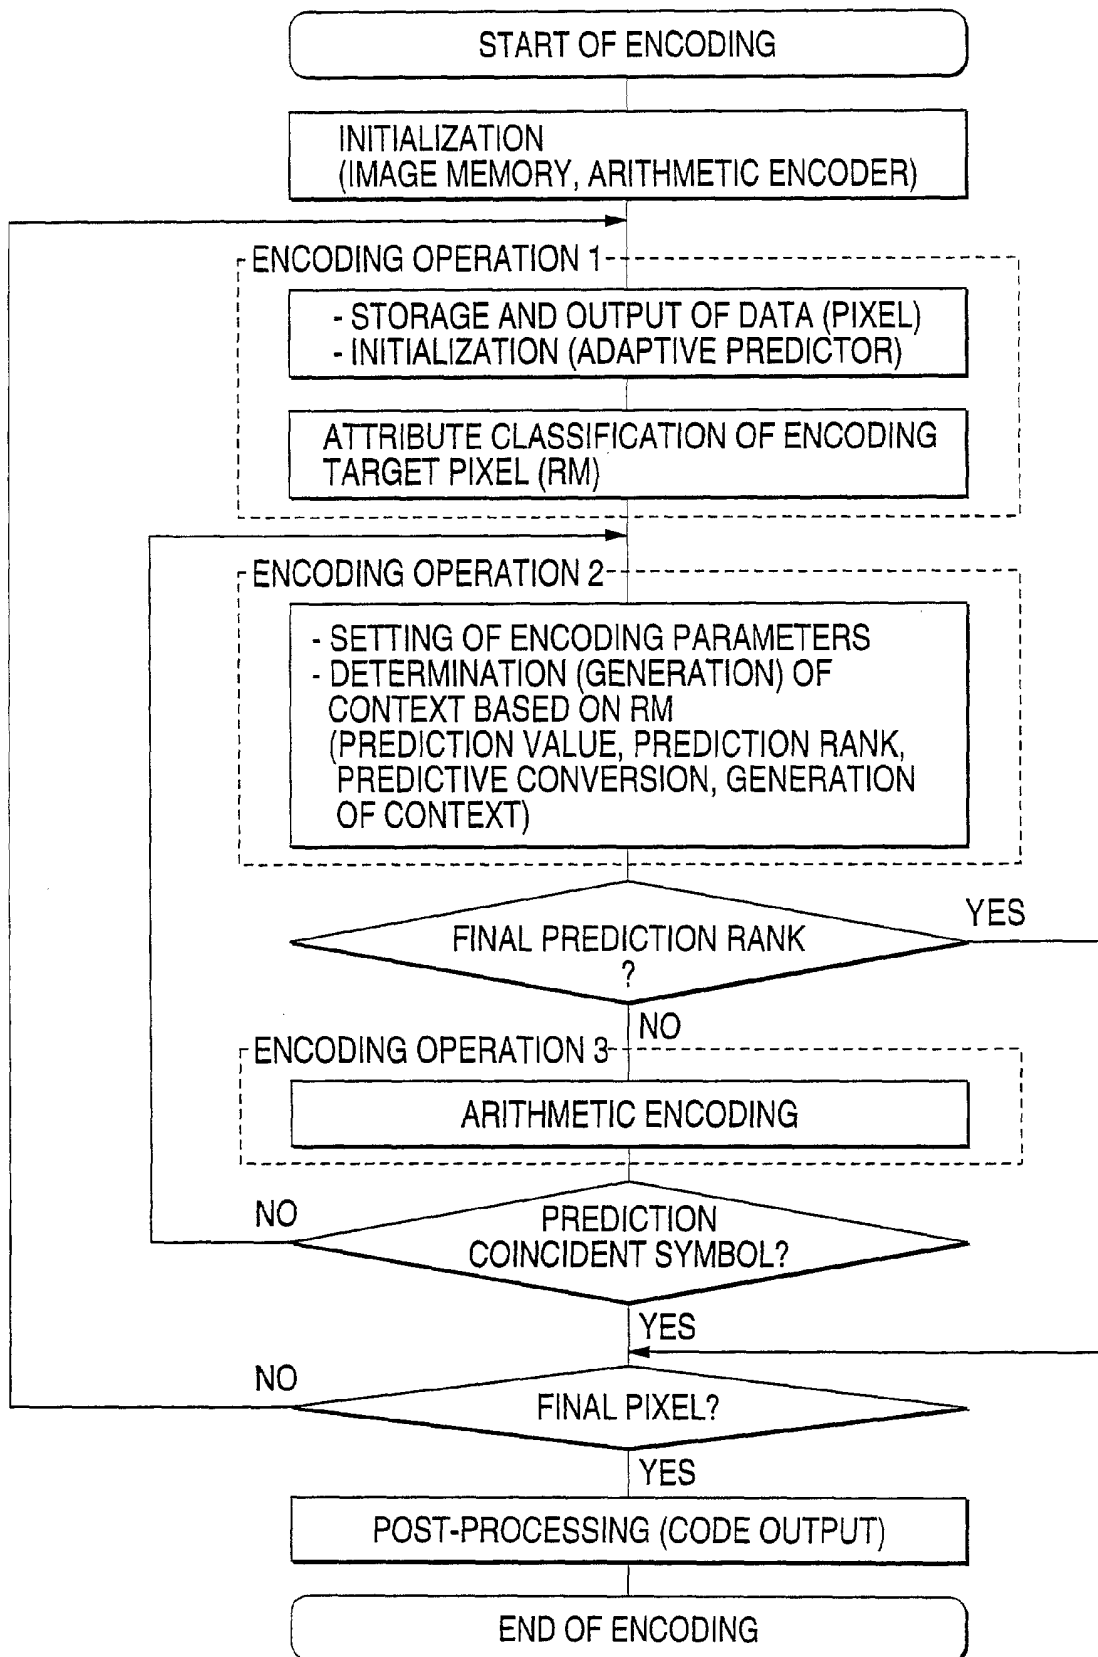 START OF ENCODING
INITIALIZATION
(IMAGE MEMORY, ARITHMETIC ENCODER)
ENCODING OPERATION 1
- STORAGE AND OUTPUT OF DATA (PIXEL)
- INITIALIZATION (ADAPTIVE PREDICTOR)
ATTRIBUTE CLASSIFICATION OF ENCODING
TARGET PIXEL (RM)
ENCODING OPERATION 2
- SETTING OF ENCODING PARAMETERS
- DETERMINATION (GENERATION) OF
CONTEXT BASED ON RM
(PREDICTION VALUE, PREDICTION RANK,
PREDICTIVE CONVERSION, GENERATION
OF CONTEXT)
YES
FINAL PREDICTION RANK
?
NO
ENCODING OPERATION 3
ARITHMETIC ENCODING
NO
PREDICTION
COINCIDENT SYMBOL?
YES
NO
FINAL PIXEL?
YES
POST-PROCESSING (CODE OUTPUT)
END OF ENCODING